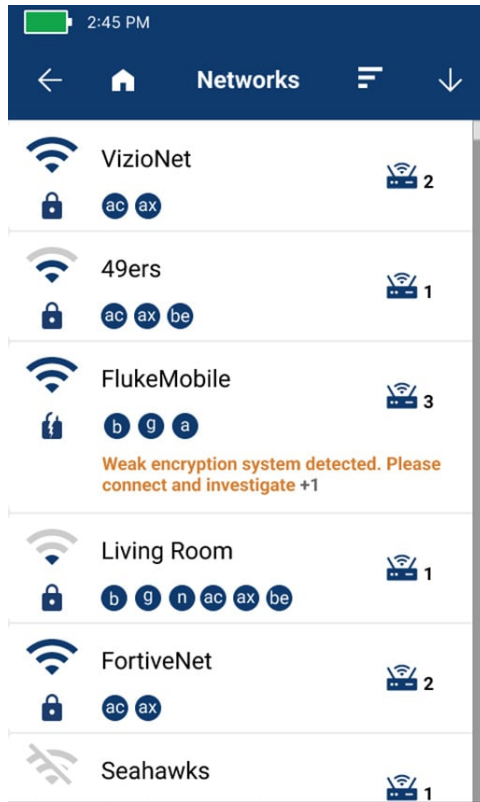 2:45 PM
Networks
VizioNet
2
ac ax
49ers
1
ac ax be
FlukeMobile
3
b g a
Weak encryption system detected. Please
connect and investigate +1
Living Room
1
b g n ac ax be
FortiveNet
2
ac ax
Seahawks
1